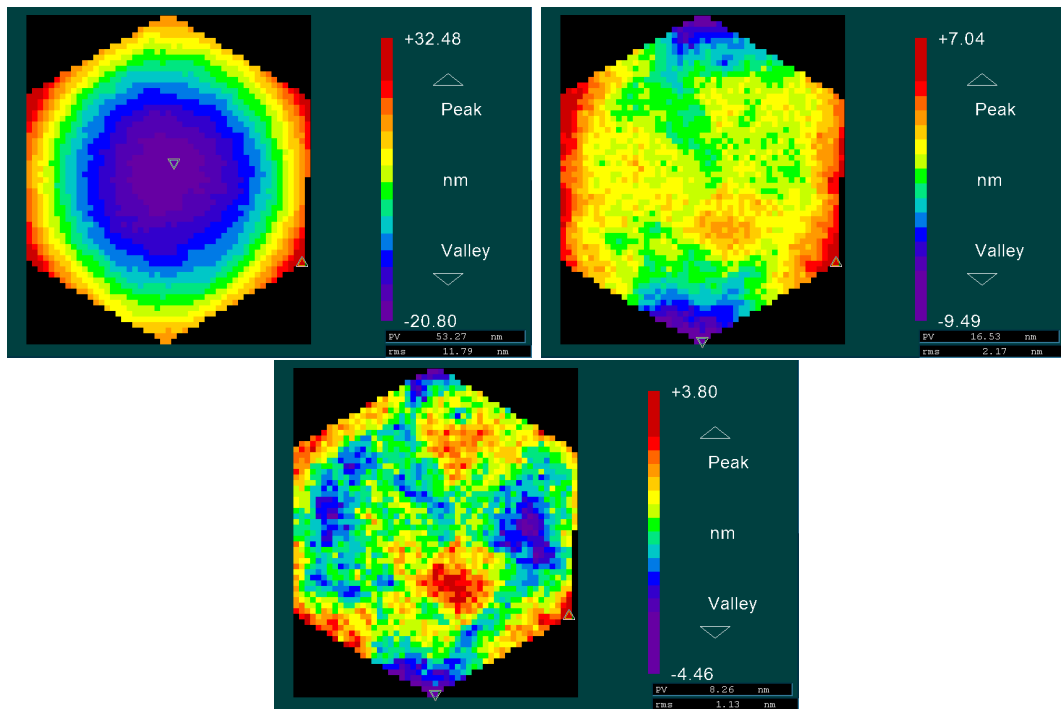 +32.48
Peak
nm
Valley
-20.80
PV 53.27 nm
rms 11.79 nm
+7.04
Peak
nm
Valley
-9.49
PV 16.53 nm
rms 2.17 nm
+3.80
Peak
nm
Valley
-4.46
PV 8.26 nm
rms 1.13 nm